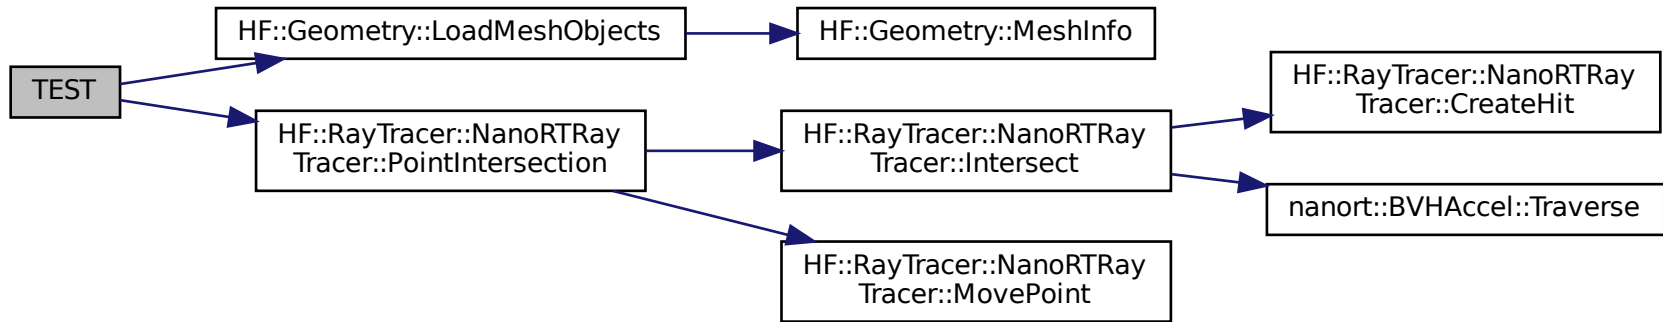 TEST
HF::Geometry::LoadMeshObjects
HF::Geometry::MeshInfo
HF::RayTracer::NanoRTRay
Tracer::PointIntersection
HF::RayTracer::NanoRTRay
Tracer::Intersect
HF::RayTracer::NanoRTRay
Tracer::CreateHit
nanort::BVHAccel::Traverse
HF::RayTracer::NanoRTRay
Tracer::MovePoint